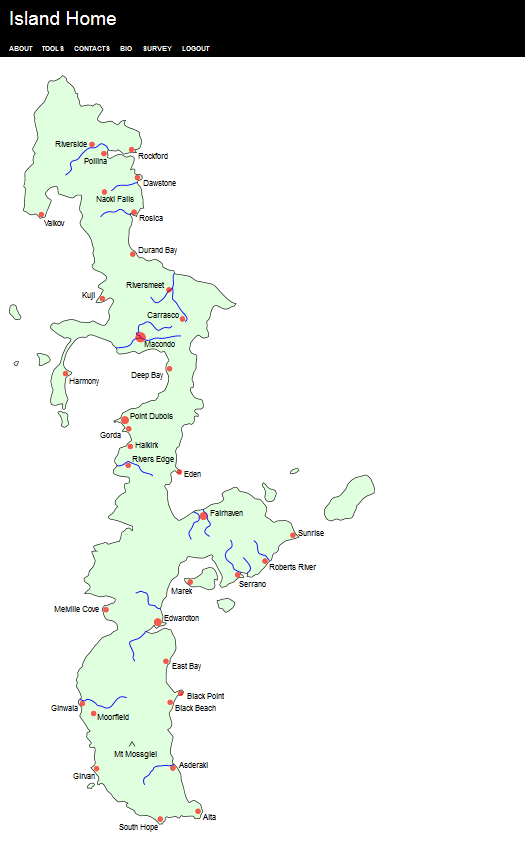 Island Home
ABOUT TOOLS CONTACTS BIO SURVEY LOGOUT
Riverside
Pollina
Rockford
Dawstone
Naoki Falls
Valkov
Rosica
Durand Bay
Riversmeet
Kuji
Carrasco
Macondo
Deep Bay
Harmony
Point Dubois
Gorda
Halkirk
Rivers Edge
Eden
Fairhaven
Sunrise
Roberts River
Serrano
Marek
Melville Cove
Edwardton
East Bay
Black Point
Ginwala
Black Beach
Moorfield
Mt Mossgiel
Asderaki
Girvan
Alta
South Hope